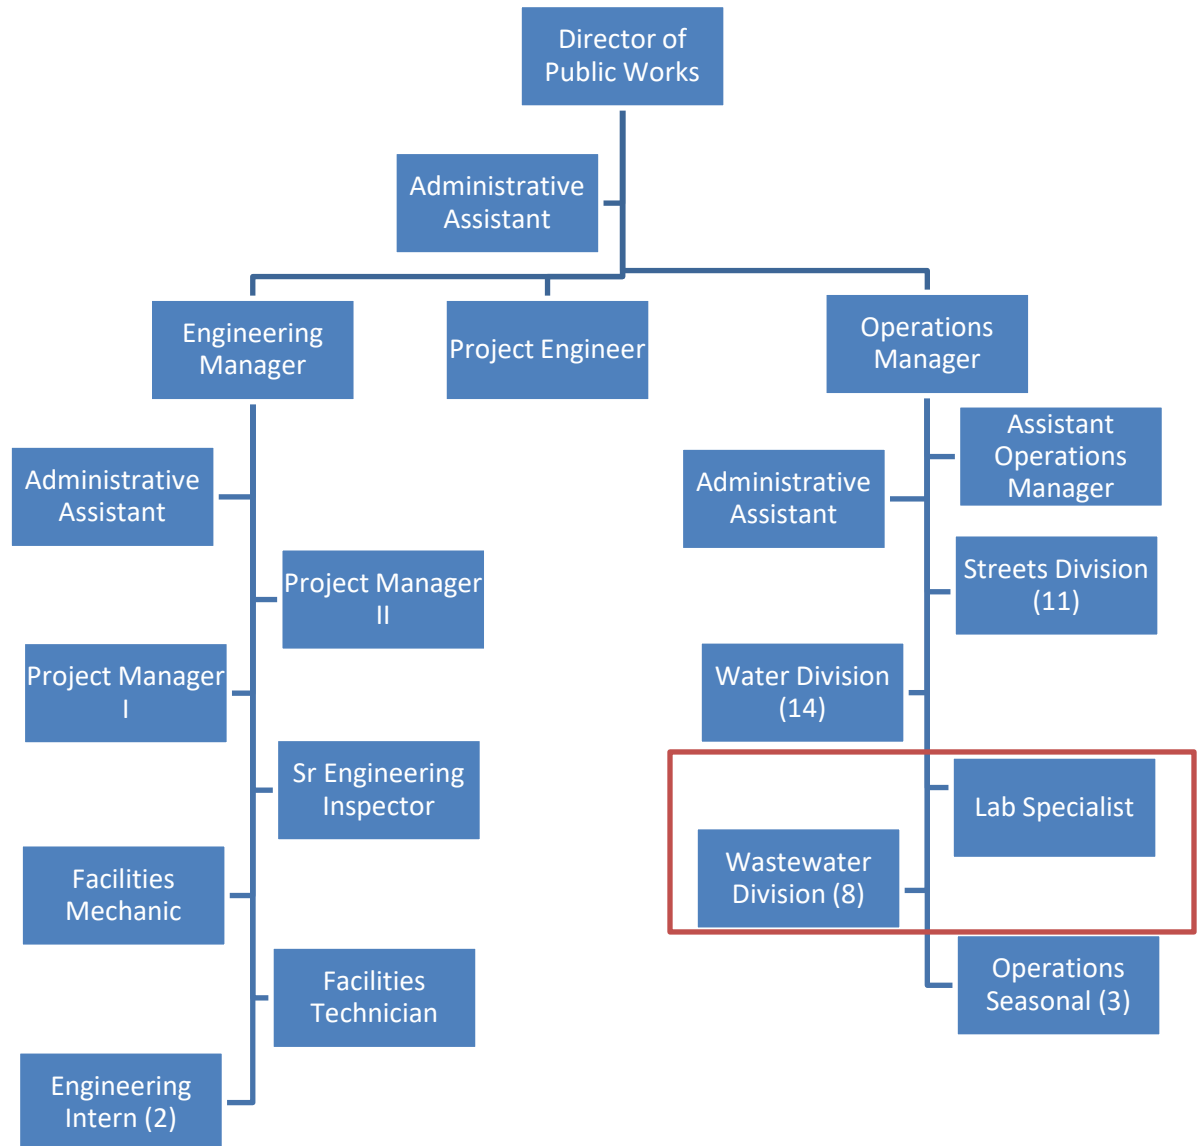 Director of
Public Works
Administrative
Assistant
Engineering
Manager
Project Engineer
Operations
Manager
Administrative
Assistant
Project Manager
II
Project Manager
I
Sr Engineering
Inspector
Facilities
Mechanic
Facilities
Technician
Engineering
Intern (2)
Assistant
Operations
Manager
Administrative
Assistant
Streets Division
(11)
Water Division
(14)
Lab Specialist
Wastewater
Division (8)
Operations
Seasonal (3)